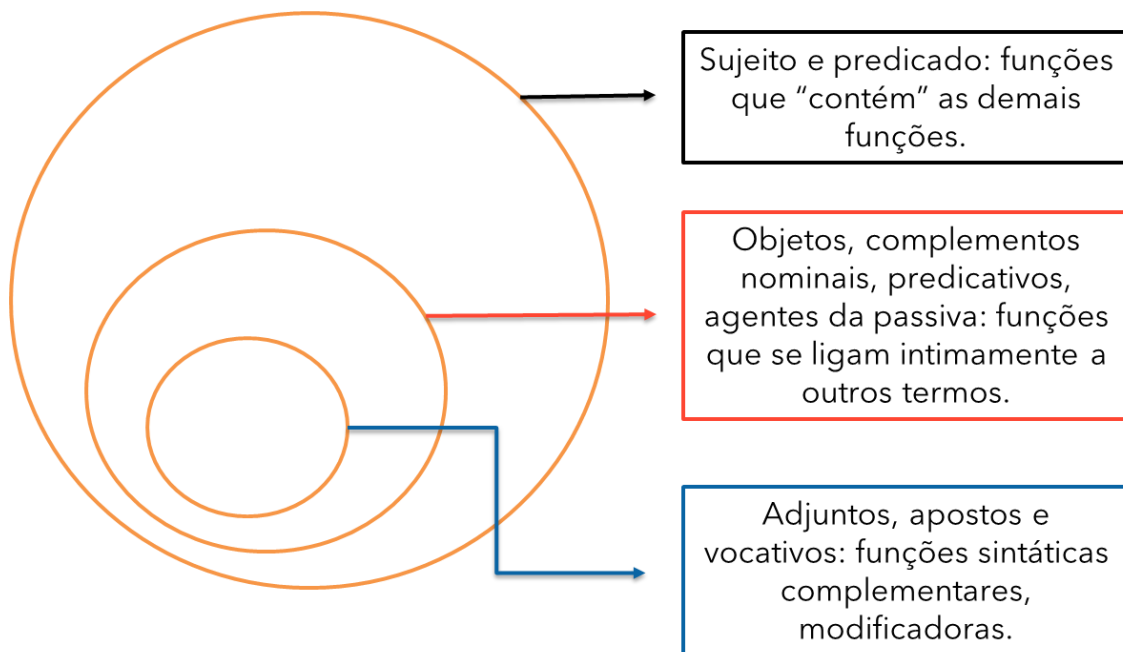 Sujeito e predicado: funções
que “contém” as demais
funções.
Objetos, complementos
nominais, predicativos,
agentes da passiva: funções
que se ligam intimamente a
outros termos.
Adjuntos, apostos e
vocativos: funções sintáticas
complementares,
modificadoras.